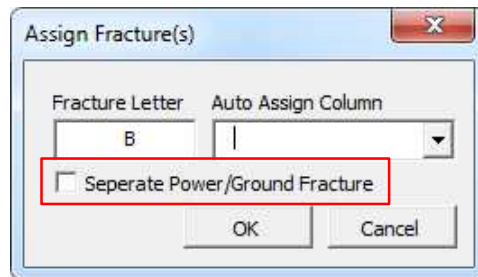 Assign Fracture(s)
Fracture Letter Auto Assign Column
B
Seperate Power/Ground Fracture
OK Cancel